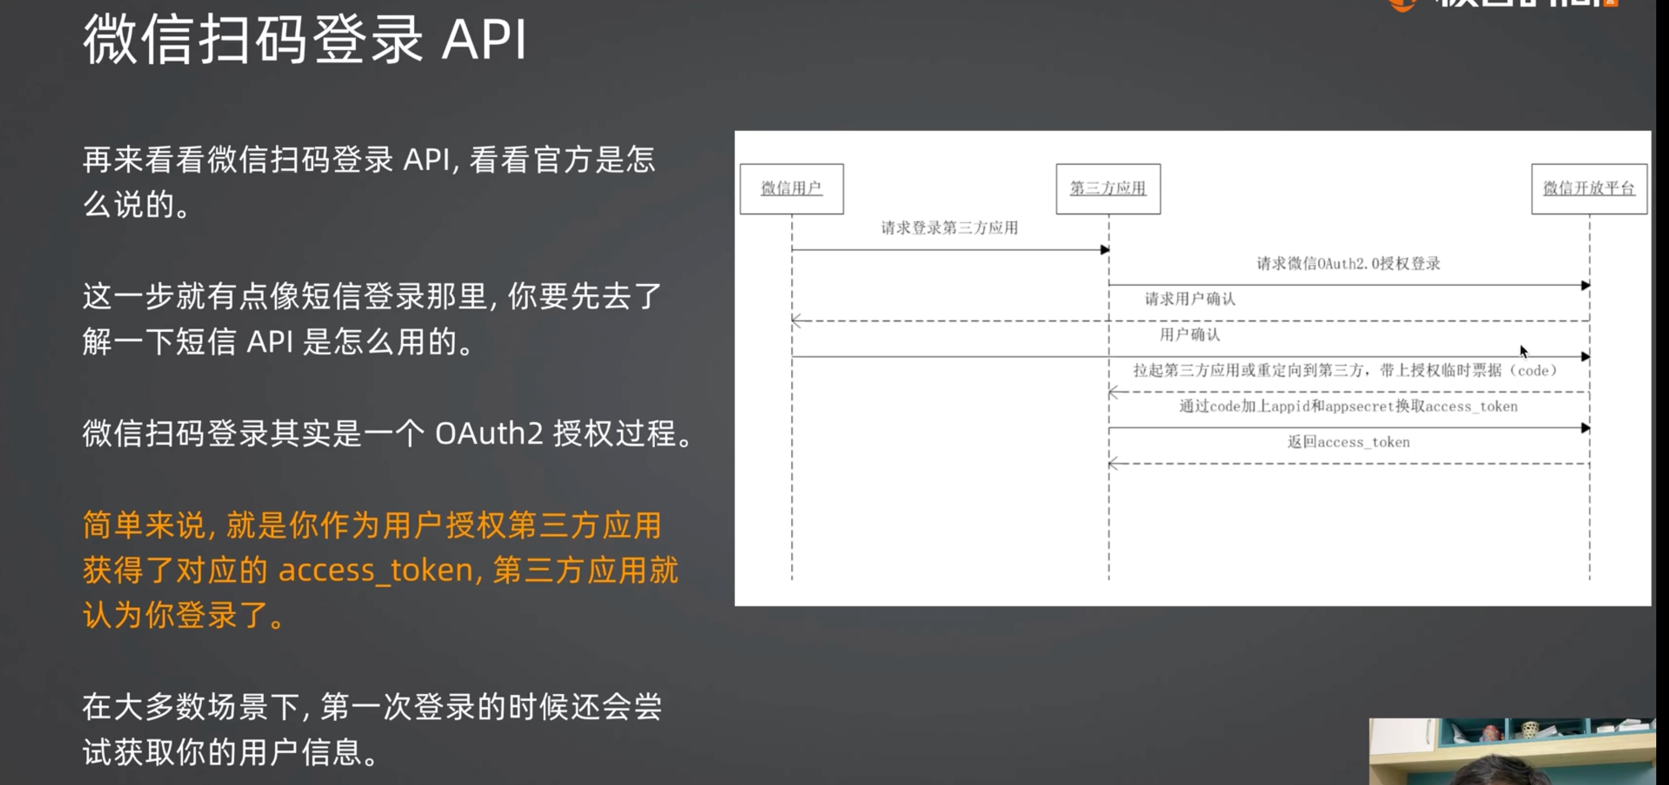 微信扫码登录 API
再来看看微信扫码登录 API, 看看官方是怎
么说的。
这一步就有点像短信登录那里, 你要先去了
解一下短信 API 是怎么用的。
微信扫码登录其实是一个 OAuth2 授权过程。
简单来说, 就是你作为用户授权第三方应用
获得了对应的 access_token, 第三方应用就
认为你登录了。
在大多数场景下, 第一次登录的时候还会尝
试获取你的用户信息。
微信用户
第三方应用
微信开放平台
请求登录第三方应用
请求微信OAuth2.0授权登录
请求用户确认
用户确认
拉起第三方应用或重定向到第三方，带上授权临时票据（code）
通过code加上appid和appsecret换取access_token
返回access_token